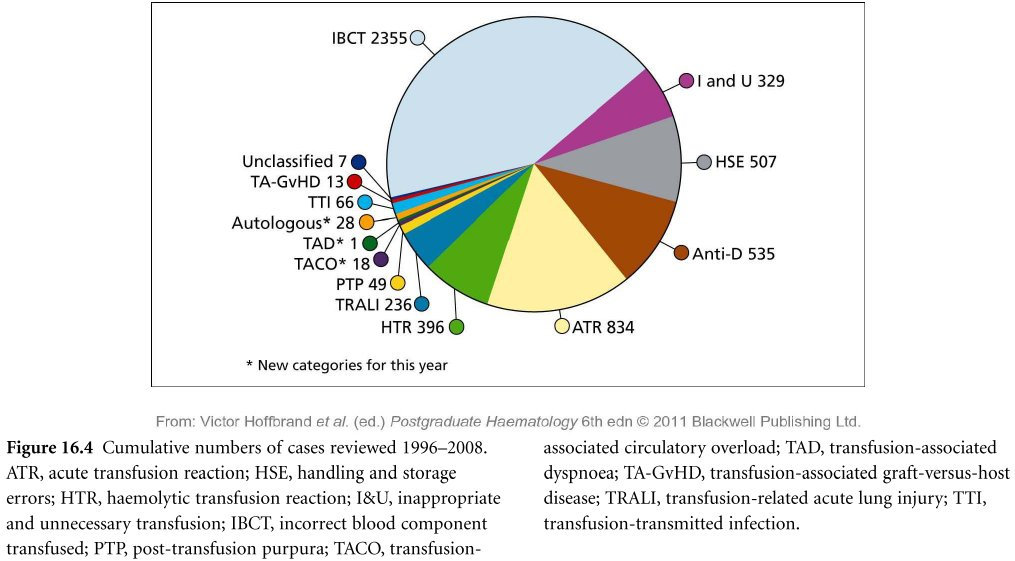 IBCT 2355
I and U 329
HSE 507
Anti-D 535
ATR 834
HTR 396
TRALI 236
PTP 49
TACO* 18
TAD* 1
Autologous* 28
TTI 66
TA-GvHD 13
Unclassified 7
* New categories for this year
From: Victor Hoffbrand et al. (ed.) Postgraduate Haematology 6th edn © 2011 Blackwell Publishing Ltd.
Figure 16.4 Cumulative numbers of cases reviewed 1996–2008.
ATR, acute transfusion reaction; HSE, handling and storage
errors; HTR, haemolytic transfusion reaction; I&U, inappropriate
and unnecessary transfusion; IBCT, incorrect blood component
transfused; PTP, post-transfusion purpura; TACO, transfusion-
associated circulatory overload; TAD, transfusion-associated
dyspnoea; TA-GvHD, transfusion-associated graft-versus-host
disease; TRALI, transfusion-related acute lung injury; TTI,
transfusion-transmitted infection.